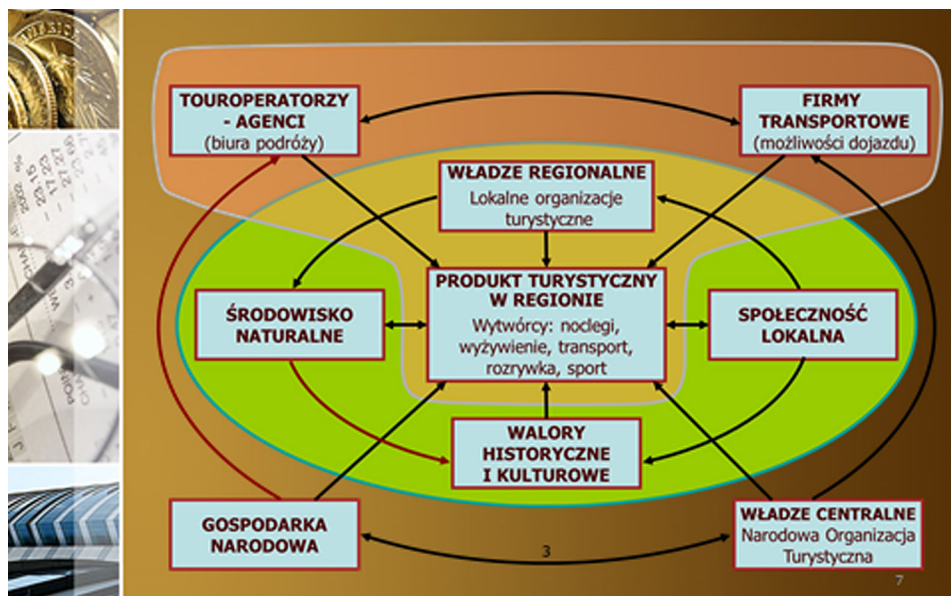 TOUROPERATORZY
- AGENCI
(biura podróży)
FIRMY
TRANSPORTOWE
(możliwości dojazdu)
WŁADZE REGIONALNE
Lokalne organizacje
turystyczne
PRODUKT TURYSTYCZNY
W REGIONIE
Wytwórcy: noclegi,
wyżywienie, transport,
rozrywka, sport
ŚRODOWISKO
NATURALNE
SPOŁECZNOŚĆ
LOKALNA
WALORY
HISTORYCZNE
I KULTUROWE
GOSPODARKA
NARODOWA
3
WŁADZE CENTRALNE
Narodowa Organizacja
Turystyczna
7